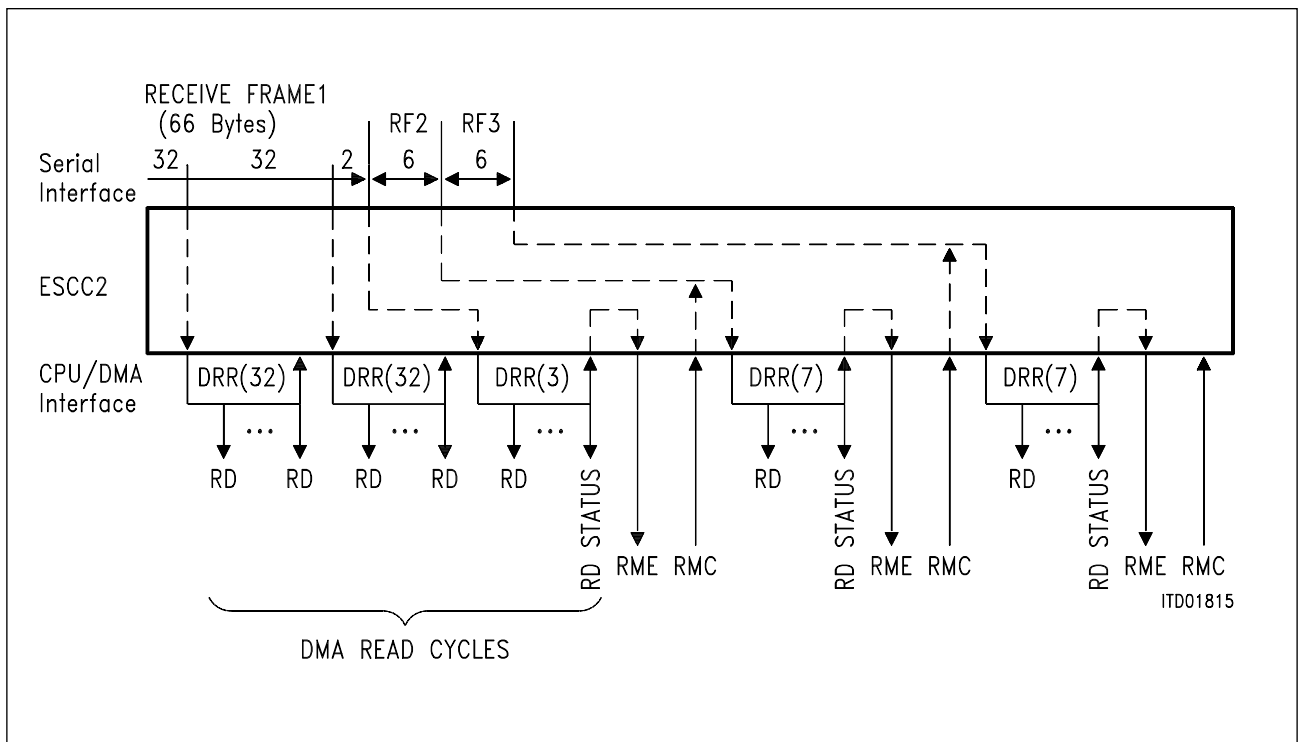 RECEIVE FRAME1
(66 Bytes)
RF2 RF3
32 32 2 6 6
Serial
Interface
ESCC2
CPU/DMA
Interface
DRR(32) DRR(32) DRR(3) DRR(7) DRR(7)
... ... ... ... ...
RD RD RD RD RD RD STATUS RD RD STATUS RD RD STATUS
RME RMC RME RMC RME RMC
ITD01815
DMA READ CYCLES